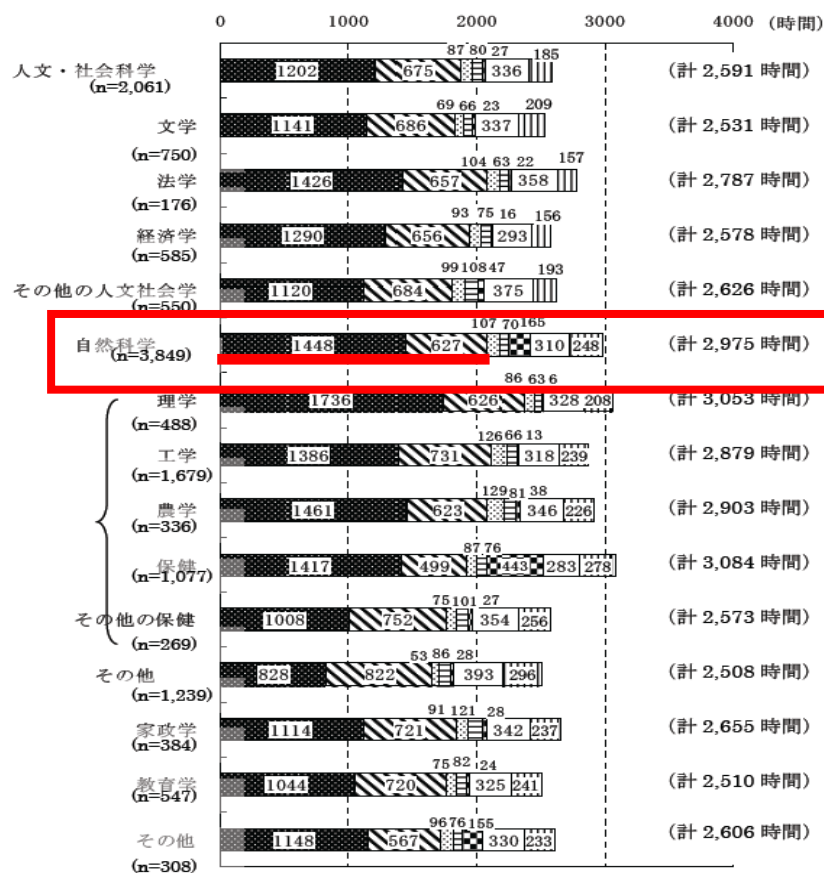 0 1000 2000 3000 4000 (時間)
87 80 27 185
人文・社会科学 1202 675 336 (計 2,591 時間)
(n=2,061)
69 66 23 209
文学 1141 686 337 (計 2,531 時間)
(n=750)
104 63 22 157
法学 1426 657 358 (計 2,787 時間)
(n=176)
93 75 16 156
経済学 1290 656 293 (計 2,578 時間)
(n=585)
99 108 47 193
その他の人文社会学 1120 684 375 (計 2,626 時間)
(n=550)
107 70 165
自然科学 1448 627 310 248 (計 2,975 時間)
(n=3,849)
86 63 6
理学 1736 626 328 208 (計 3,053 時間)
(n=488)
126 66 13
工学 1386 731 318 239 (計 2,879 時間)
(n=1,679)
129 81 38
農学 1461 623 346 226 (計 2,903 時間)
(n=336)
87 76
保健 1417 499 443 283 278 (計 3,084 時間)
(n=1,077)
75 101 27
その他の保健 1008 752 354 256 (計 2,573 時間)
(n=269)
53 86 28
その他 828 822 393 296 (計 2,508 時間)
(n=1,239)
91 121 28
家政学 1114 721 342 237 (計 2,655 時間)
(n=384)
75 82 24
教育学 1044 720 325 241 (計 2,510 時間)
(n=547)
96 76 155
その他 1148 567 330 233 (計 2,606 時間)
(n=308)